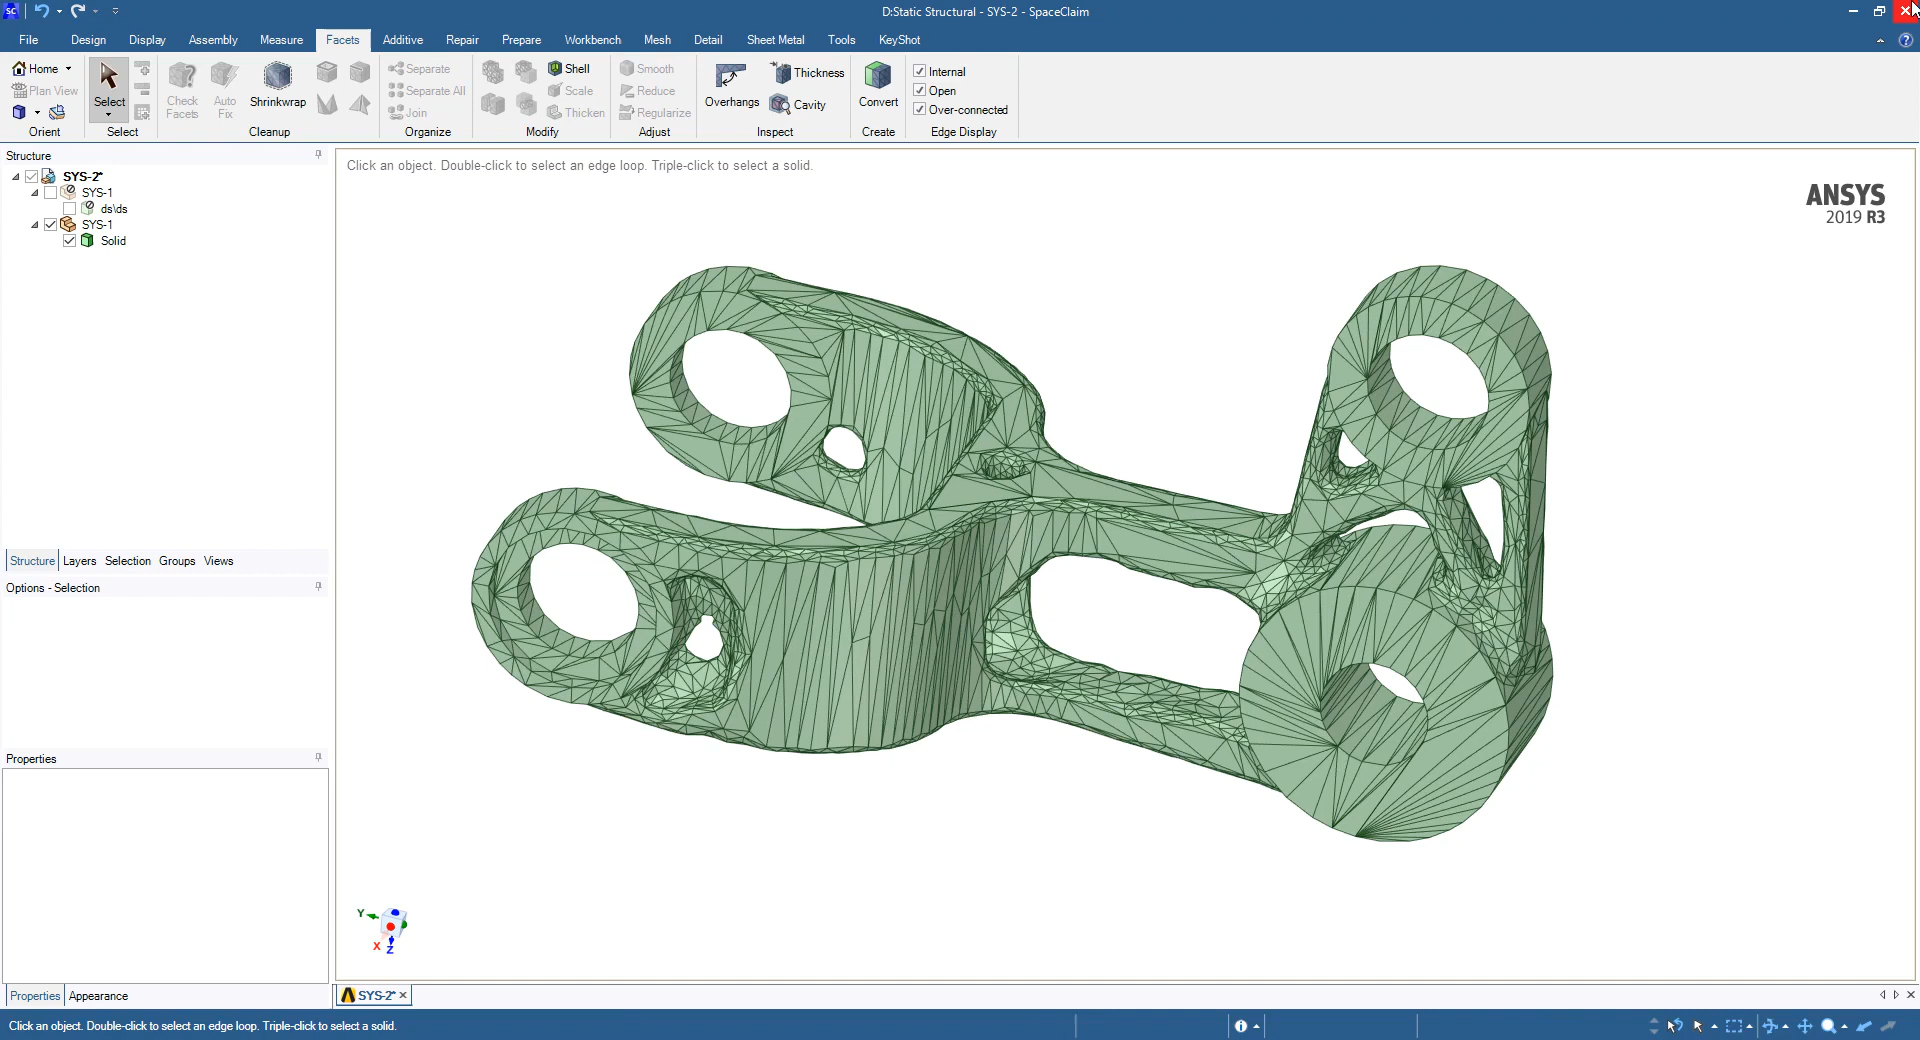 SC
D:Static Structural - SYS-2 - SpaceClaim
File Design Display Assembly Measure Facets Additive Repair Prepare Workbench Mesh Detail Sheet Metal Tools KeyShot
Home
Plan View
Orient
Select
Select
Check
Facets
Auto
Fix
Shrinkwrap
Cleanup
Separate
Separate All
Join
Organize
Shell
Scale
Thicken
Modify
Smooth
Reduce
Regularize
Adjust
Overhangs
Thickness
Cavity
Inspect
Convert
Create
Internal
Open
Over-connected
Edge Display
Structure
SYS-2*
SYS-1
ds\ds
SYS-1
Solid
Structure Layers Selection Groups Views
Options - Selection
Properties
Properties Appearance
Click an object. Double-click to select an edge loop. Triple-click to select a solid.
ANSYS
2019 R3
Y
X
Z
SYS-2*
Click an object. Double-click to select an edge loop. Triple-click to select a solid.